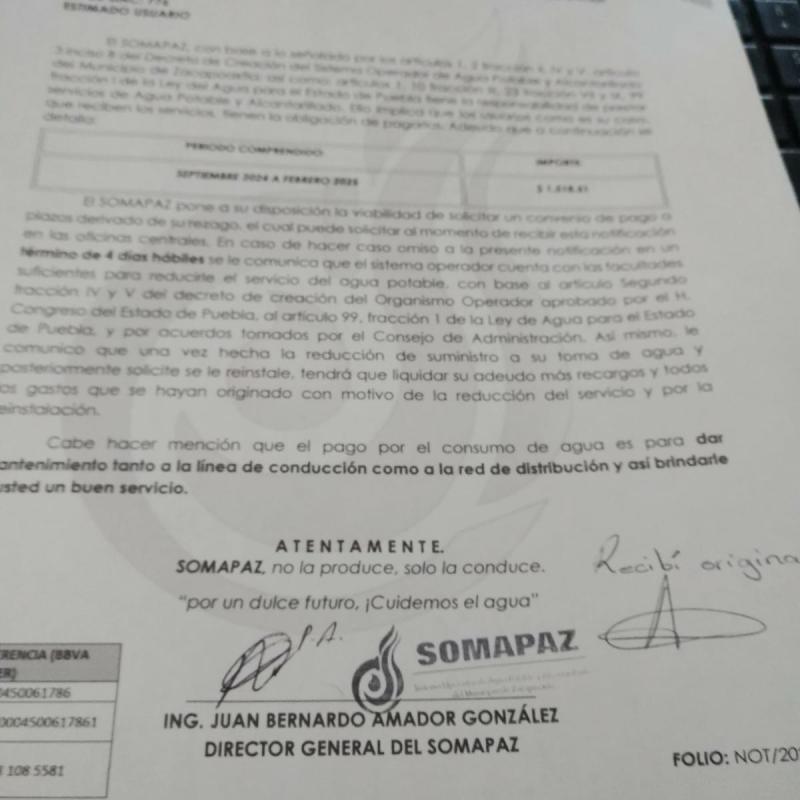 ESTIMADO USUARIO
El SOMAPAZ, con base a lo señalado por los artículos 1, 2 fracción II, IV y V, artículo
3 inciso B del Decreto de Creación del Sistema Operador de Agua Potable y Alcantarillado
del Municipio de Zacapoaxtla; así como, artículos 1, 10 fracción III, 23 fracción VII y IX, 99
fracción I de la Ley del Agua para el Estado de Puebla tiene la responsabilidad de prestar
servicios de Agua Potable y Alcantarillado. Ello implica que los usuarios como es su caso,
que reciben los servicios, tienen la obligación de pagarlos. Adeudo que a continuación se
detalla:
PERIODO COMPRENDIDO IMPORTE
SEPTIEMBRE 2024 A FEBRERO 2025 $ 1,518.61
El SOMAPAZ pone a su disposición la viabilidad de solicitar un convenio de pago a
plazos derivado de su rezago, el cual puede solicitar al momento de recibir esta notificación
en las oficinas centrales. En caso de hacer caso omiso a la presente notificación en un
término de 4 días hábiles se le comunica que el sistema operador cuenta con las facultades
suficientes para reducirle el servicio del agua potable, con base al artículo Segundo
fracción IV y V del decreto de creación del Organismo Operador aprobado por el H.
Congreso del Estado de Puebla, al artículo 99, fracción 1 de la Ley de Agua para el Estado
de Puebla, y por acuerdos tomados por el Consejo de Administración. Así mismo, le
comunico que una vez hecha la reducción de suministro a su toma de agua y
posteriormente solicite se le reinstale, tendrá que liquidar su adeudo más recargos y todos
os gastos que se hayan originado con motivo de la reducción del servicio y por la
einstalación.
Cabe hacer mención que el pago por el consumo de agua es para dar
antenimiento tanto a la línea de conducción como a la red de distribución y así brindarle
usted un buen servicio.
ATENTAMENTE.
SOMAPAZ, no la produce, solo la conduce.
Recibí origina
"por un dulce futuro, ¡Cuidemos el agua"
P.A.
SOMAPAZ
RENCIA (BBVA
ER)
450061786
0004500617861
108 5581
ING. JUAN BERNARDO AMADOR GONZÁLEZ
DIRECTOR GENERAL DEL SOMAPAZ
FOLIO: NOT/20